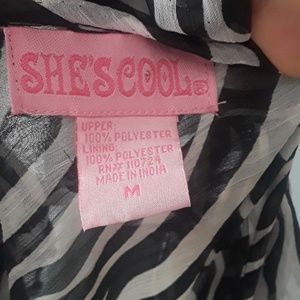 SHE'S COOL®
UPPER:
100% POLYESTER
LINING:
100% POLYESTER
RN# 110724
MADE IN INDIA
M